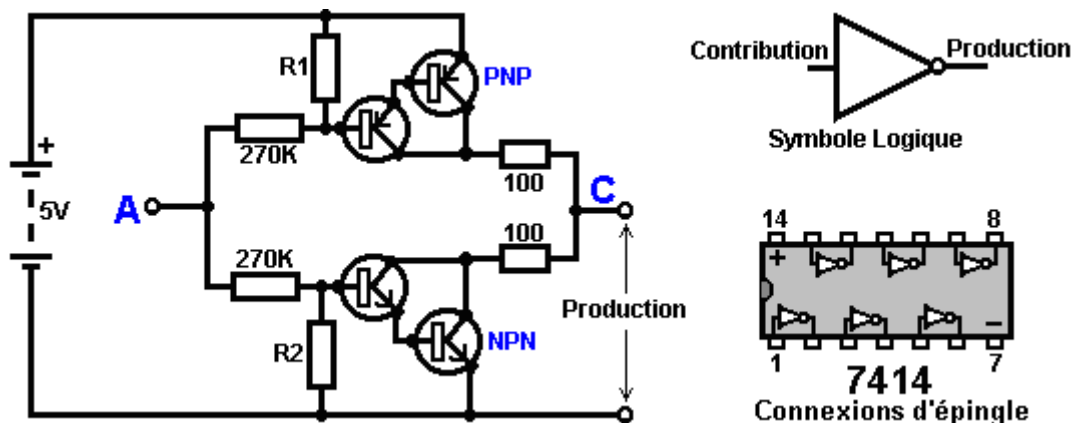 R1
PNP
270K
+
5V
A
100
C
270K
100
Production
R2
NPN
Contribution
Production
Symbole Logique
14
8
+
–
1
7
7414
Connexions d'épingle